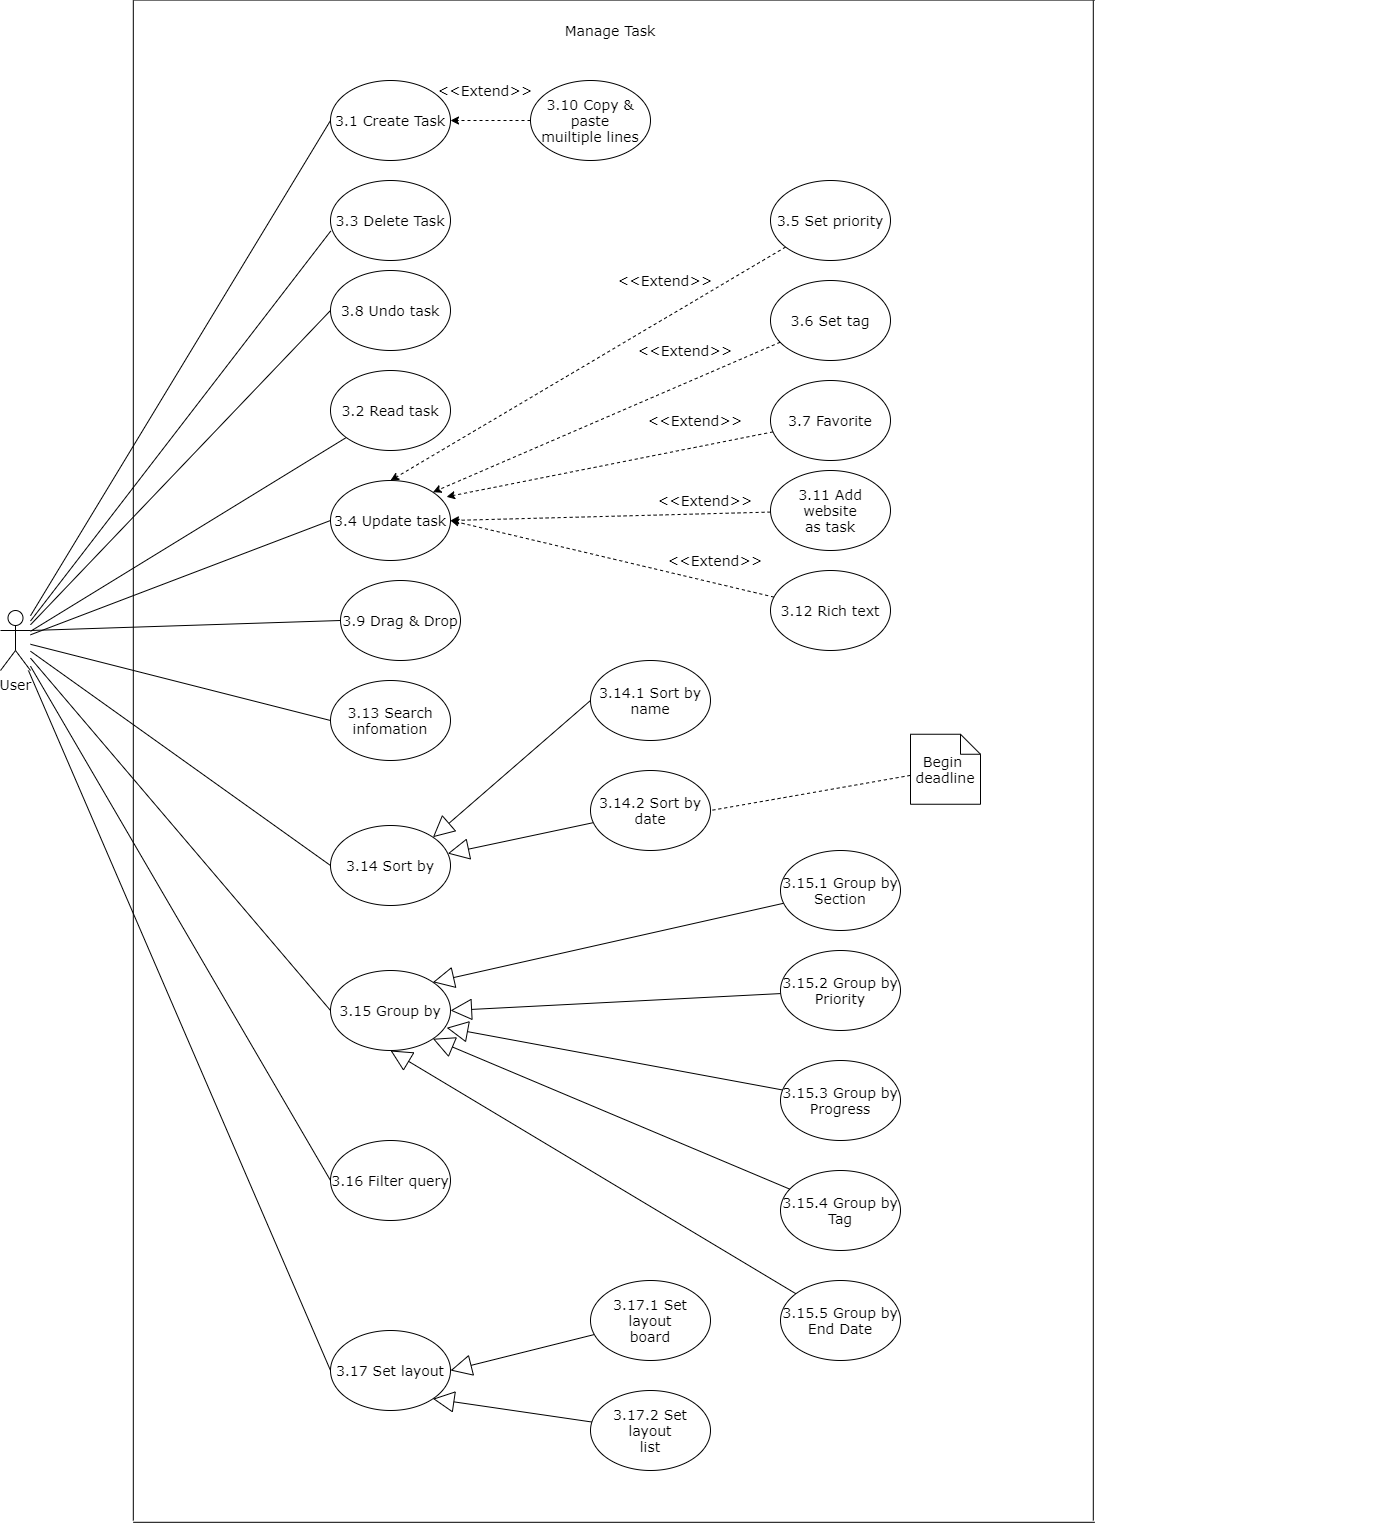 Manage Task
3.1 Create Task
<<Extend>>
3.10 Copy &
paste
muiltiple lines
3.3 Delete Task
3.5 Set priority
<<Extend>>
3.8 Undo task
3.6 Set tag
<<Extend>>
3.2 Read task
<<Extend>>
3.7 Favorite
3.4 Update task
<<Extend>>
3.11 Add
website
as task
<<Extend>>
3.12 Rich text
3.9 Drag & Drop
User
3.13 Search
infomation
3.14.1 Sort by
name
Begin
deadline
3.14.2 Sort by
date
3.14 Sort by
3.15.1 Group by
Section
3.15 Group by
3.15.2 Group by
Priority
3.15.3 Group by
Progress
3.16 Filter query
3.15.4 Group by
Tag
3.17.1 Set
layout
board
3.15.5 Group by
End Date
3.17 Set layout
3.17.2 Set
layout
list